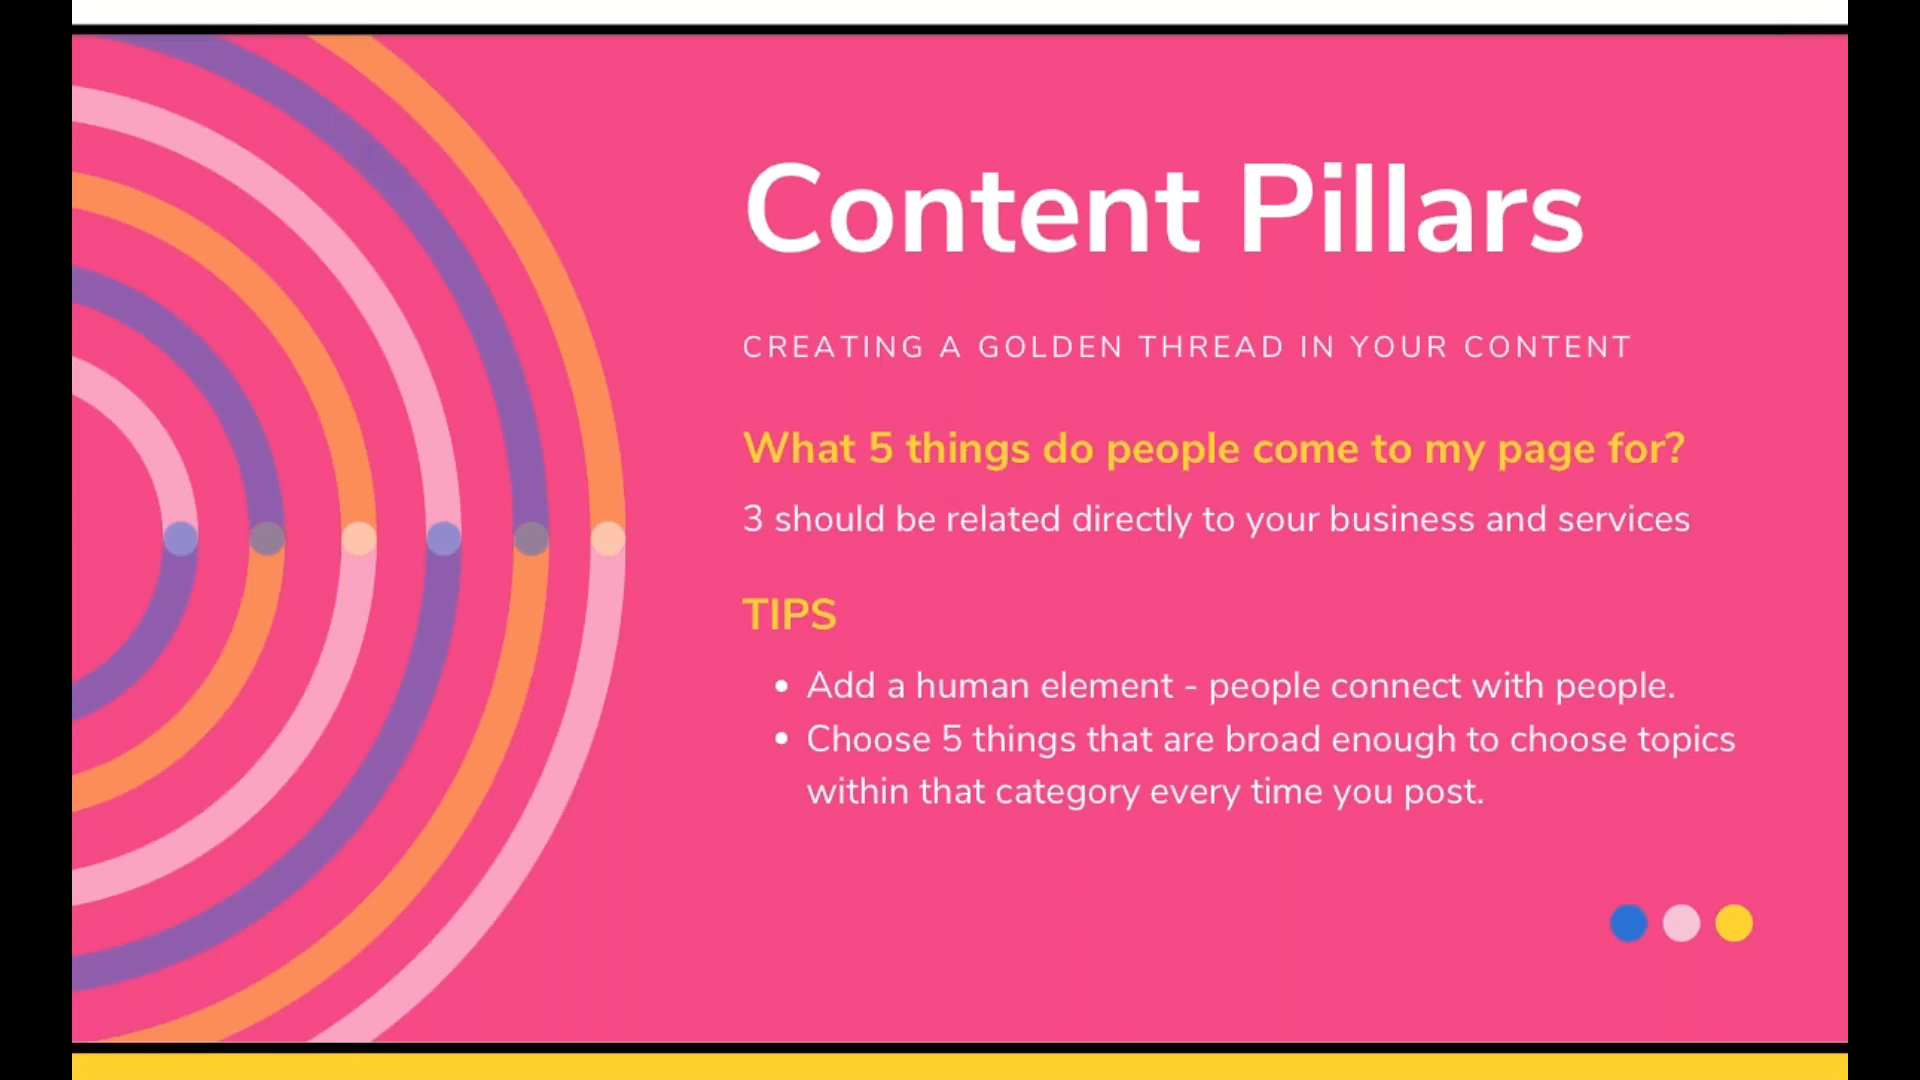 Content Pillars
CREATING A GOLDEN THREAD IN YOUR CONTENT
What 5 things do people come to my page for?
3 should be related directly to your business and services
TIPS
• Add a human element - people connect with people.
• Choose 5 things that are broad enough to choose topics
within that category every time you post.